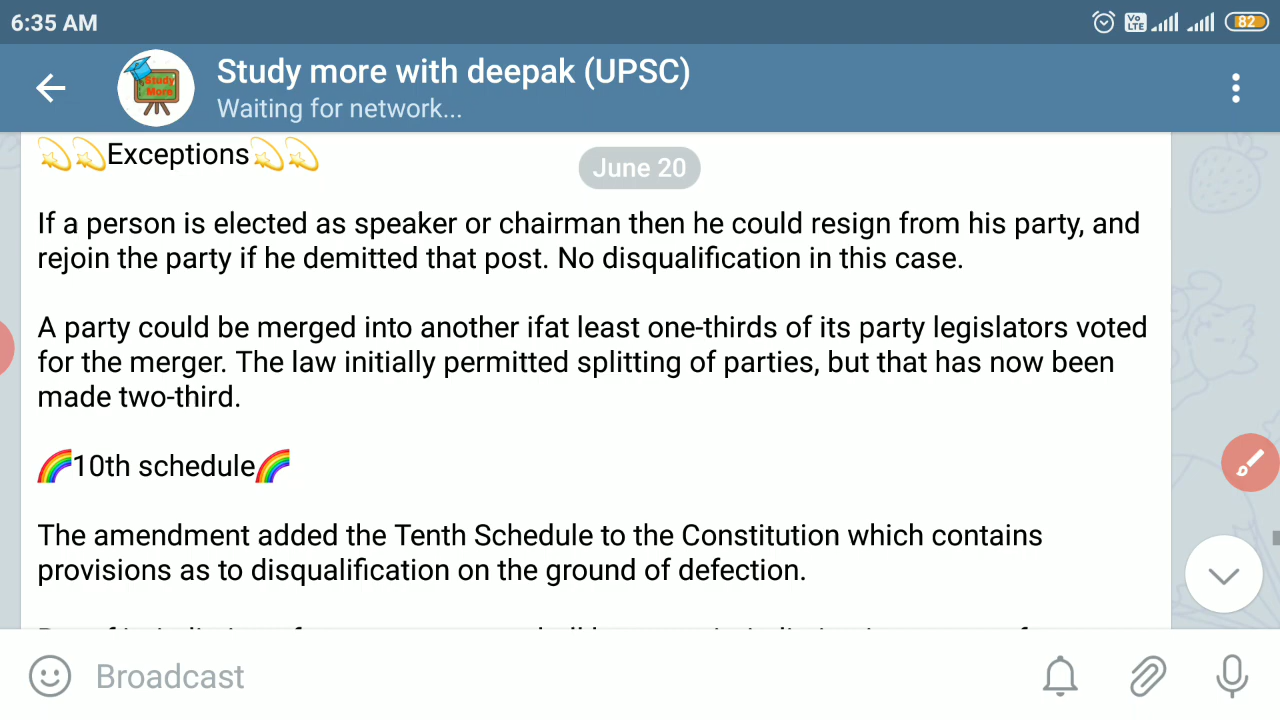 6:35 AM
Vo LTE
82
Study more with deepak (UPSC)
Study More
Waiting for network...
💫💫Exceptions💫💫
June 20
If a person is elected as speaker or chairman then he could resign from his party, and
rejoin the party if he demitted that post. No disqualification in this case.
A party could be merged into another ifat least one-thirds of its party legislators voted
for the merger. The law initially permitted splitting of parties, but that has now been
made two-third.
🌈10th schedule🌈
The amendment added the Tenth Schedule to the Constitution which contains
provisions as to disqualification on the ground of defection.
Broadcast